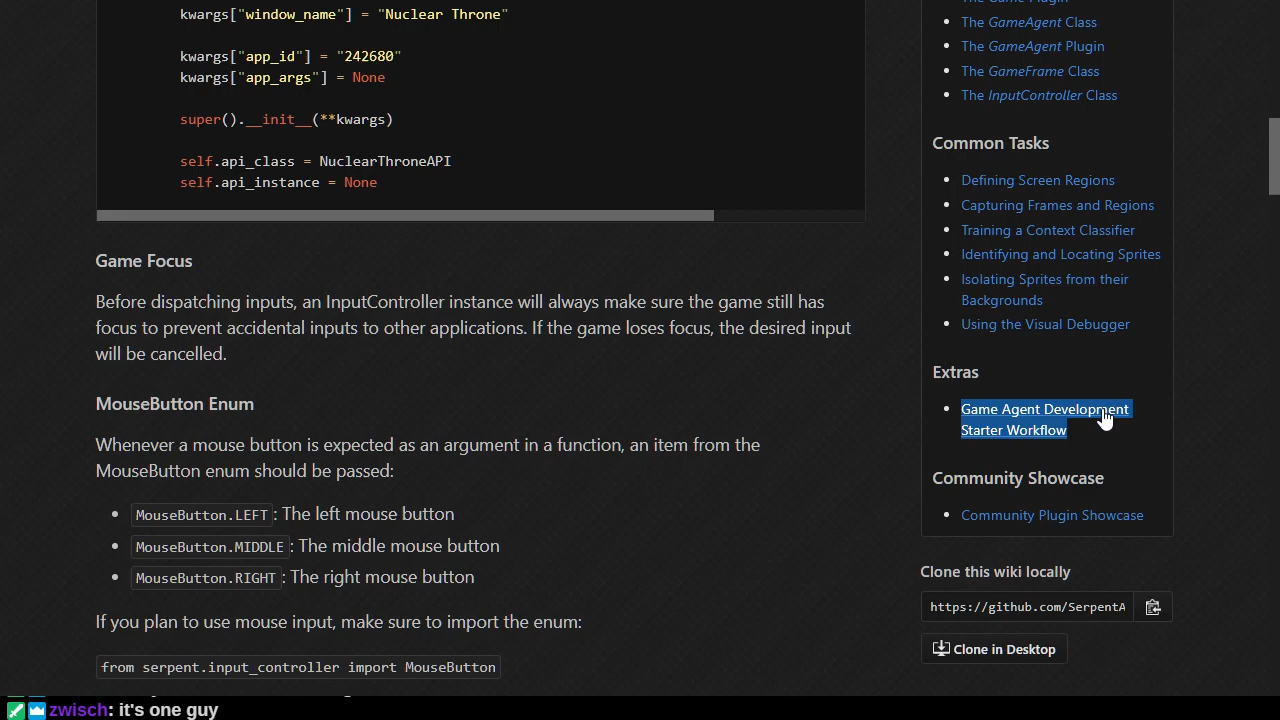 kwargs["window_name"] = "Nuclear Throne"
kwargs["app_id"] = "242680"
kwargs["app_args"] = None
super().__init__(**kwargs)
self.api_class = NuclearThroneAPI
self.api_instance = None
Game Focus
Before dispatching inputs, an InputController instance will always make sure the game still has
focus to prevent accidental inputs to other applications. If the game loses focus, the desired input
will be cancelled.
MouseButton Enum
Whenever a mouse button is expected as an argument in a function, an item from the
MouseButton enum should be passed:
MouseButton.LEFT: The left mouse button
MouseButton.MIDDLE: The middle mouse button
MouseButton.RIGHT: The right mouse button
If you plan to use mouse input, make sure to import the enum:
from serpent.input_controller import MouseButton
The Game Plugin
The GameAgent Class
The GameAgent Plugin
The GameFrame Class
The InputController Class
Common Tasks
Defining Screen Regions
Capturing Frames and Regions
Training a Context Classifier
Identifying and Locating Sprites
Isolating Sprites from their
Backgrounds
Using the Visual Debugger
Extras
Game Agent Development
Starter Workflow
Community Showcase
Community Plugin Showcase
Clone this wiki locally
https://github.com/SerpentA
Clone in Desktop
zwisch: it's one guy